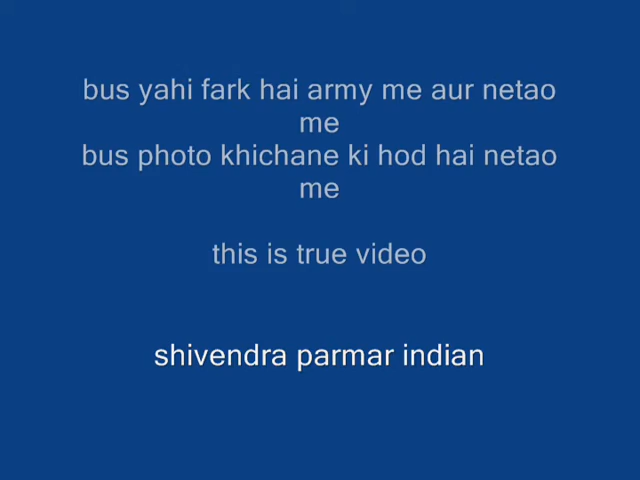 bus yahi fark hai army me aur netao
me
bus photo khichane ki hod hai netao
me
this is true video
shivendra parmar indian